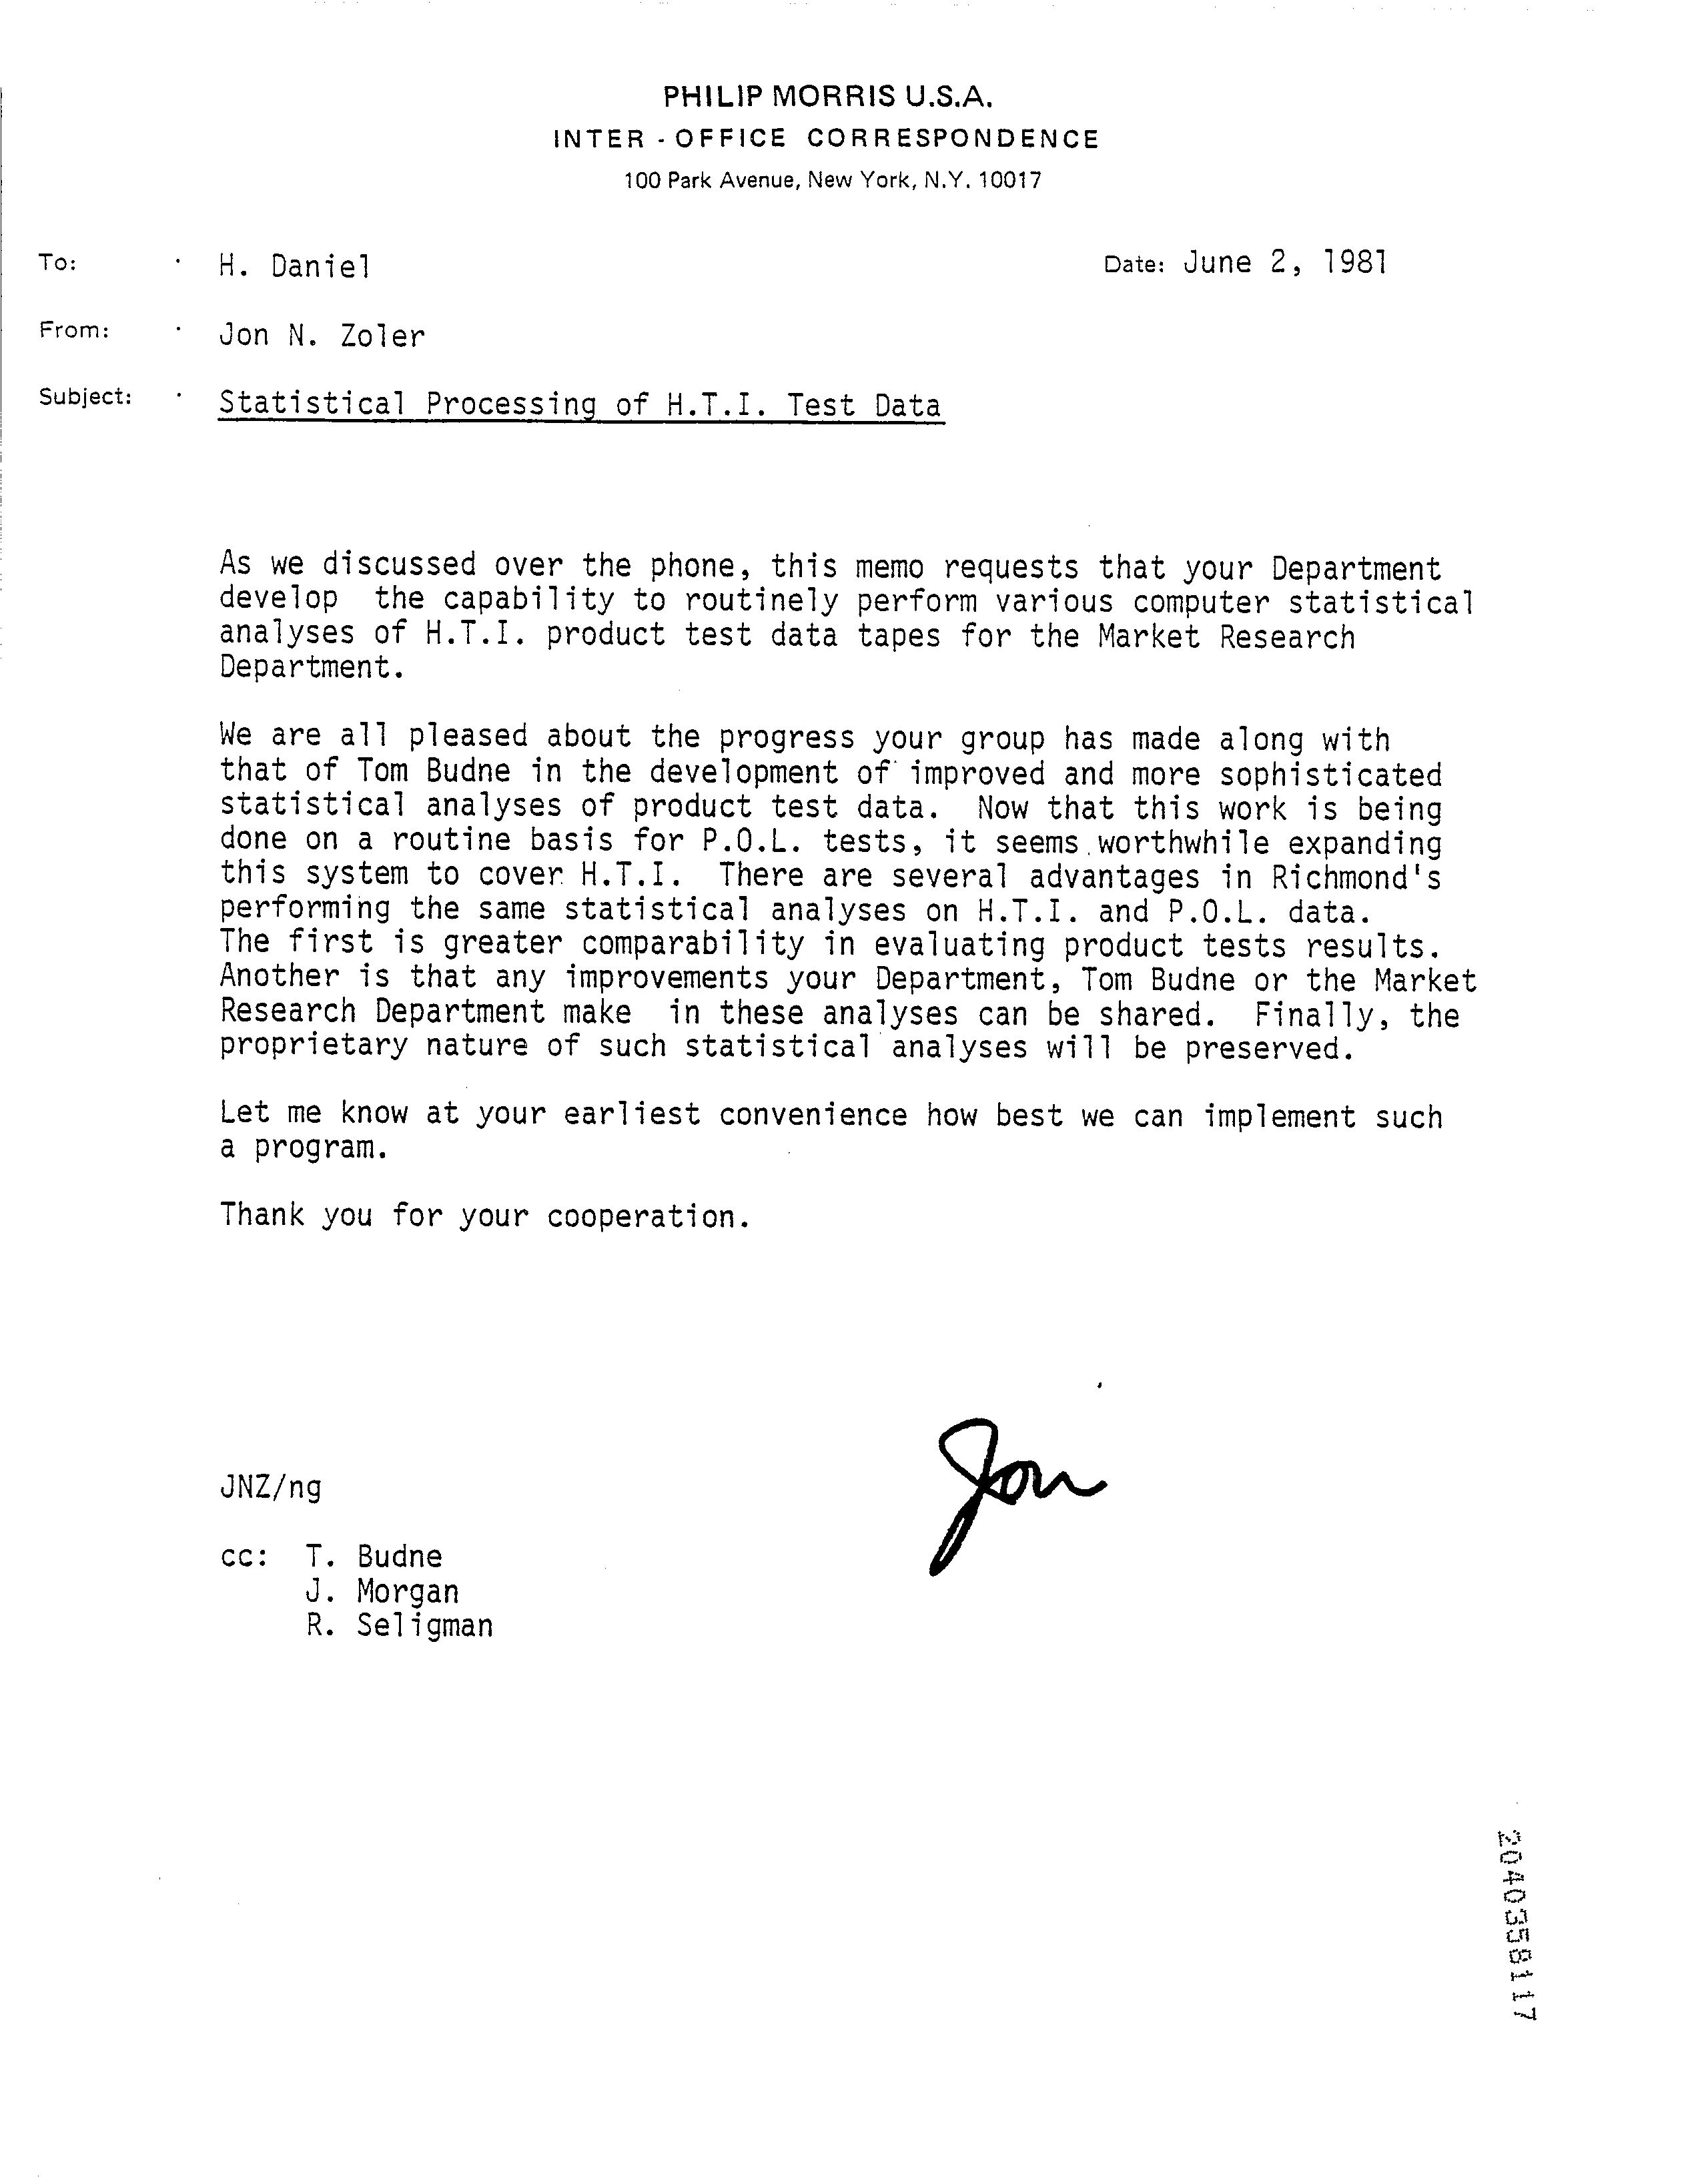 PHILIP MORRIS U.S.A.
INTER - OFFICE CORRESPONDENCE
100 Park Avenue, New York, N.Y. 10017
To: H. Daniel Date: June 2, 1981
From: Jon N. Zoler
Subject: Statistical Processing of H.T.I. Test Data
As we discussed over the phone, this memo requests that your Department
develop the capability to routinely perform various computer statistical
analyses of H.T.I. product test data tapes for the Market Research
Department.
We are all pleased about the progress your group has made along with
that of Tom Budne in the development of improved and more sophisticated
statistical analyses of product test data. Now that this work is being
done on a routine basis for P.O.L. tests, it seems worthwhile expanding
this system to cover H.T.I. There are several advantages in Richmond's
performing the same statistical analyses on H.T.I. and P.O.L. data.
The first is greater comparability in evaluating product tests results.
Another is that any improvements your Department, Tom Budne or the Market
Research Department make in these analyses can be shared. Finally, the
proprietary nature of such statistical analyses will be preserved.
Let me know at your earliest convenience how best we can implement such
a program.
Thank you for your cooperation.
Jon
JNZ/ng
cc: T. Budne
J. Morgan
R. Seligman
2040358117